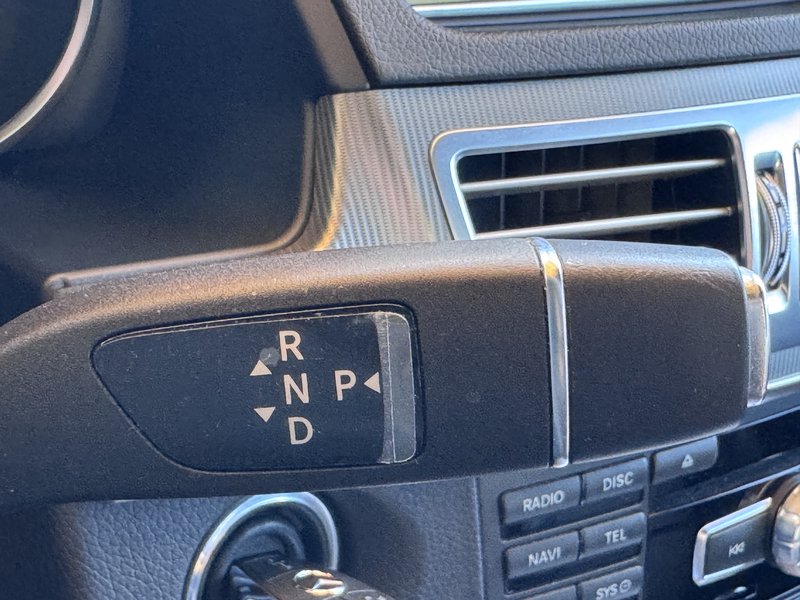 R
N P
D
RADIO DISC
NAVI TEL
SYS